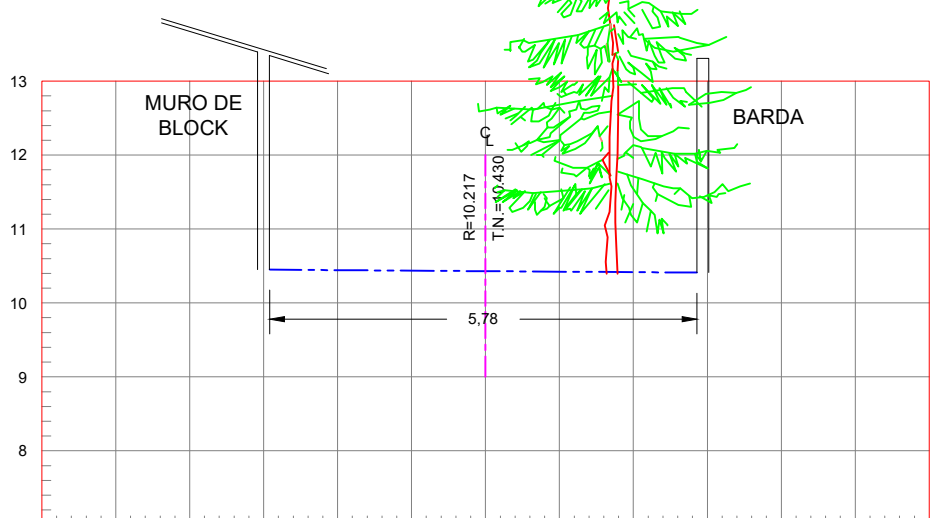 13
MURO DE
BLOCK
BARDA
12
CL
R=10.217
T.N.=10.430
11
10
5,78
9
8